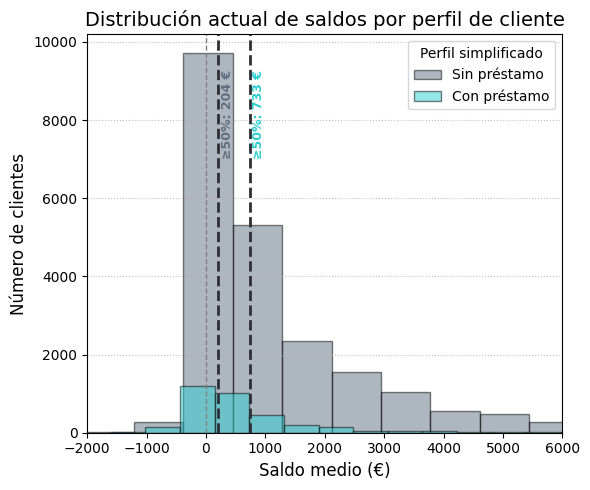 Distribución actual de saldos por perfil de cliente
Perfil simplificado
Sin préstamo
Con préstamo
≥50%: 204 €
≥50%: 733 €
Número de clientes
10000
8000
6000
4000
2000
0
−2000 −1000 0 1000 2000 3000 4000 5000 6000
Saldo medio (€)